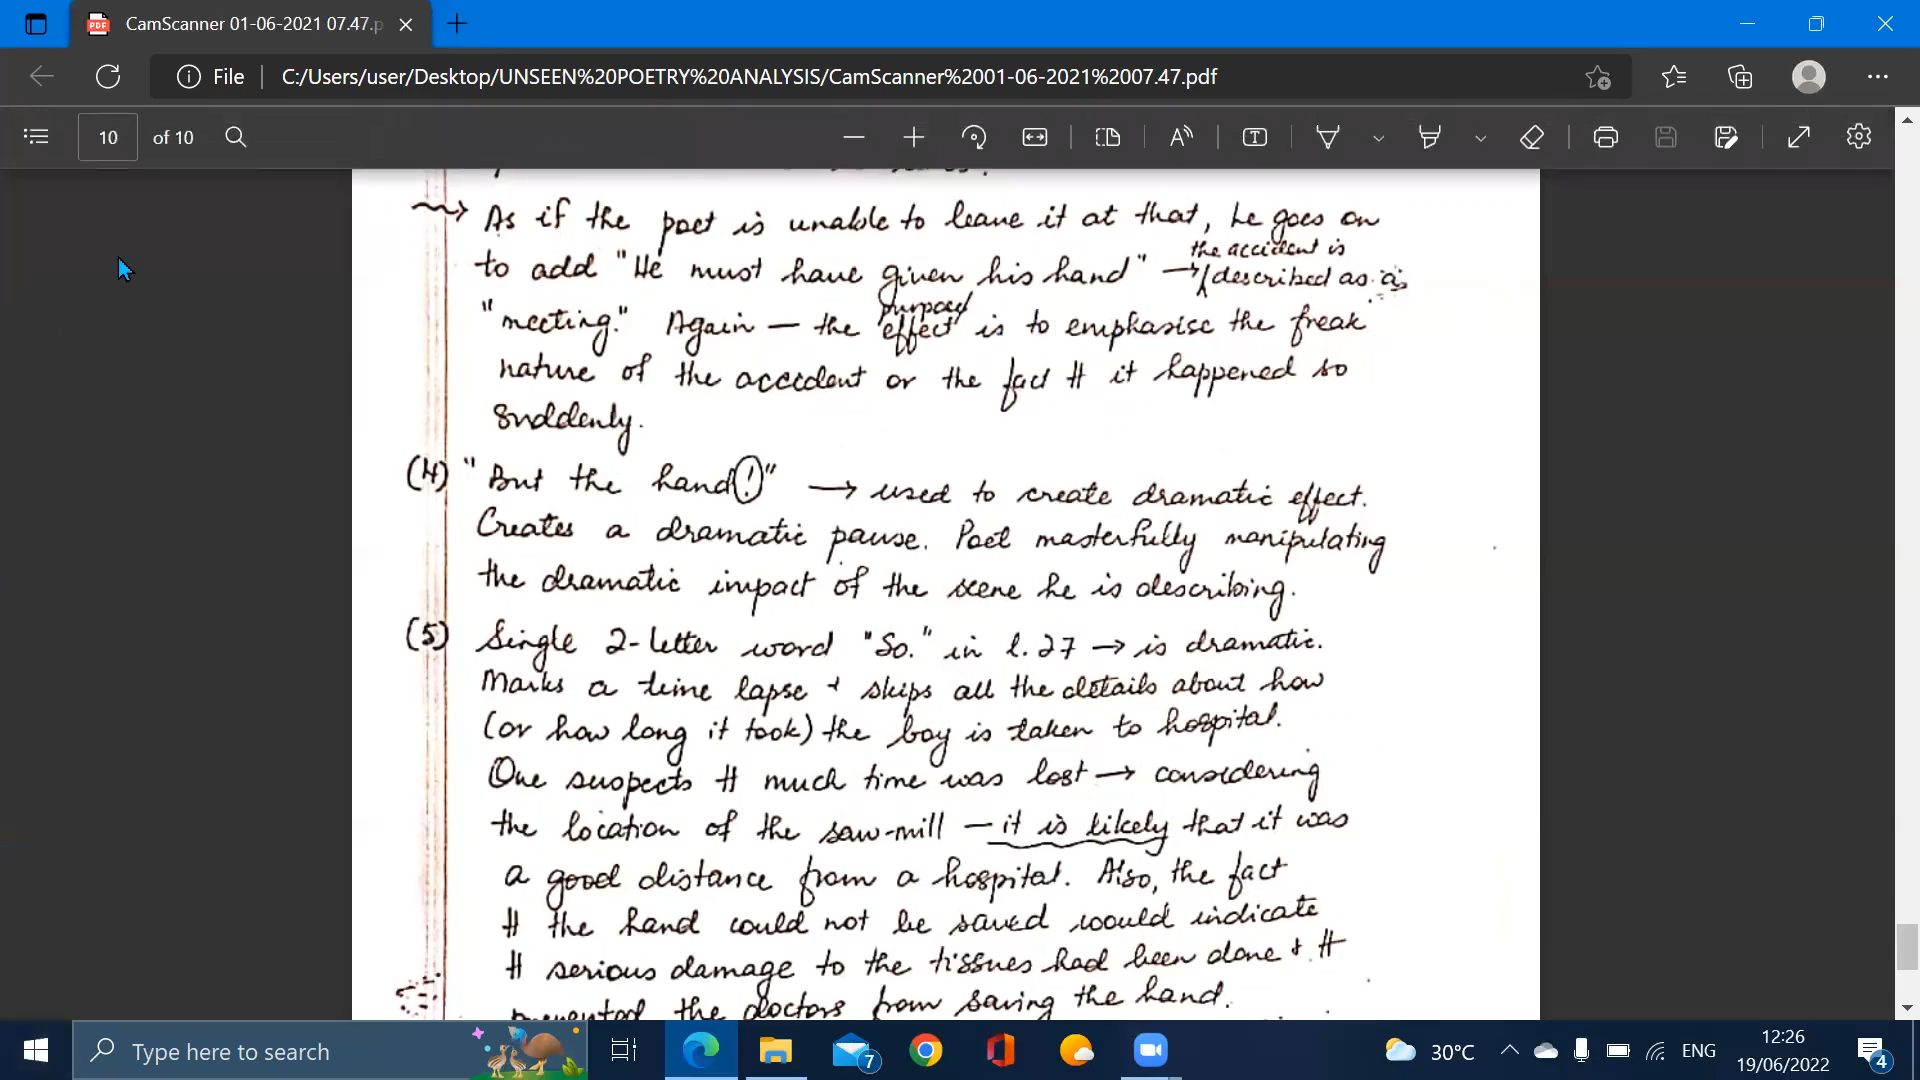 CamScanner 01-06-2021 07.47.p
File
C:/Users/user/Desktop/UNSEEN%20POETRY%20ANALYSIS/CamScanner%2001-06-2021%2007.47.pdf
10 of 10
As if the poet is unable to leave it at that, he goes on
the accident is
to add "He must have given his hand" → described as a
purpose/
"meeting." Again — the effect is to emphasise the freak
nature of the accident or the fact # it happened so
suddenly.
(4) "But the hand!" → used to create dramatic effect.
Creates a dramatic pause. Poet masterfully manipulating
the dramatic impact of the scene he is describing.
(5) Single 2-letter word "So." in l.27 → is dramatic.
Marks a time lapse + skips all the details about how
(or how long it took) the boy is taken to hospital.
One suspects # much time was lost → considering
the location of the saw-mill — it is likely that it was
a good distance from a hospital. Also, the fact
# the hand could not be saved would indicate
# serious damage to the tissues had been done + #
prevented the doctors from saving the hand.
Type here to search
7
30°C
ENG
12:26
19/06/2022
4